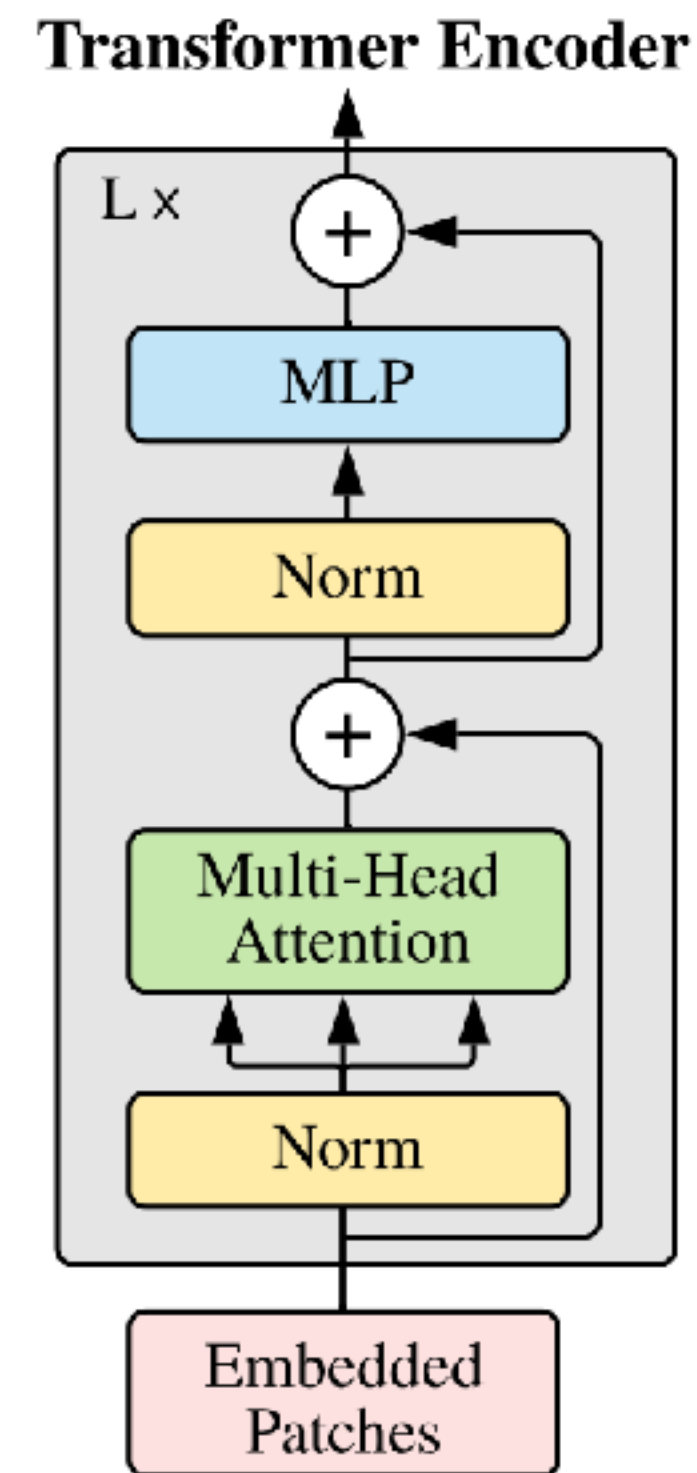 Transformer Encoder
L ×
+
MLP
Norm
+
Multi-Head
Attention
Norm
Embedded
Patches